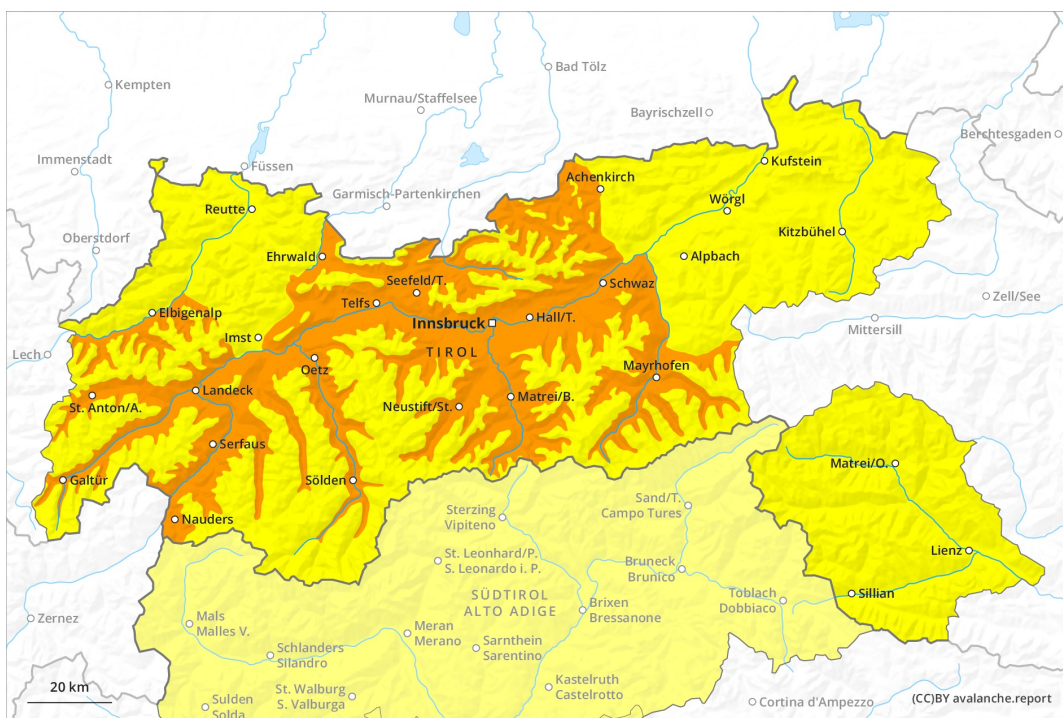 Kempten
Bad Tölz
Murnau/Staffelsee
Bayrischzell
Berchtesgaden
Immenstadt
Füssen
Kufstein
Achenkirch
Garmisch-Partenkirchen
Reutte
Wörgl
Oberstdorf
Kitzbühel
Ehrwald
Alpbach
Seefeld/T.
Schwaz
Zell/See
Telfs
Elbigenalp
Hall/T.
Innsbruck
Mittersill
Imst
Lech
TIROL
Oetz
Mayrhofen
Landeck
St. Anton/A.
Neustift/St.
Matrei/B.
Serfaus
Matrei/O.
Galtür
Sölden
Sand/T.
Campo Tures
Sterzing
Vipiteno
Nauders
Lienz
St. Leonhard/P.
S. Leonardo i. P.
Bruneck
Brunico
SÜDTIROL
ALTO ADIGE
Toblach
Dobbiaco
Sillian
Brixen
Bressanone
Zernez
Mals
Malles V.
Meran
Merano
Sarnthein
Sarentino
Schlanders
Silandro
Kastelruth
Castelrotto
20 km
St. Walburg
S. Valburga
Sulden
Solda
Cortina d'Ampezzo
(CC)BY avalanche.report